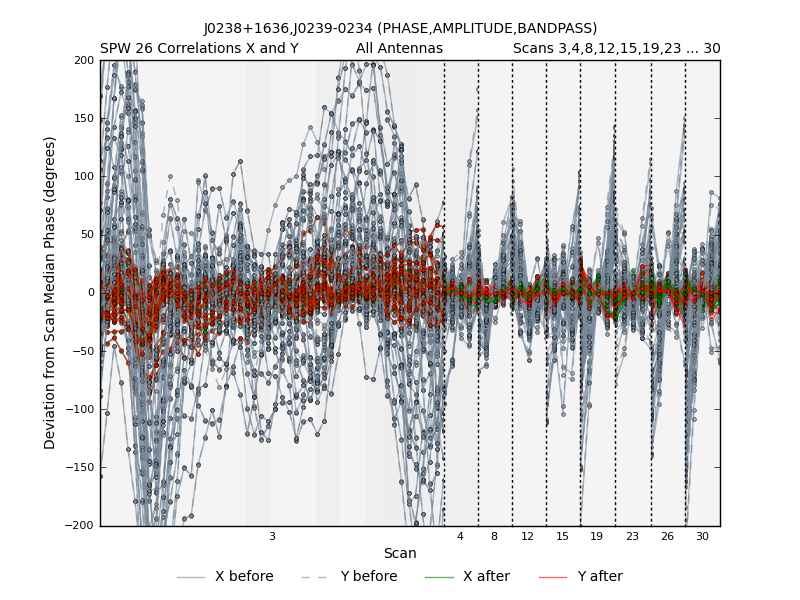 J0238+1636,J0239-0234 (PHASE,AMPLITUDE,BANDPASS)
SPW 26 Correlations X and Y All Antennas Scans 3,4,8,12,15,19,23 ... 30
Deviation from Scan Median Phase (degrees)
200
150
100
50
0
−50
−100
−150
−200
3 4 8 12 15 19 23 26 30
Scan
X before Y before X after Y after